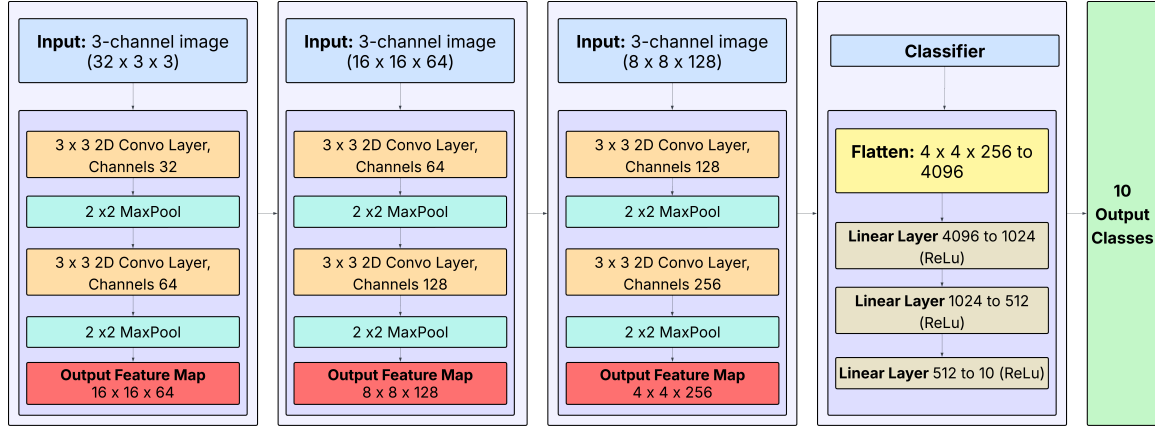 Input: 3-channel image
(32 x 3 x 3)
3 x 3 2D Convo Layer,
Channels 32
2 x2 MaxPool
3 x 3 2D Convo Layer,
Channels 64
2 x2 MaxPool
Output Feature Map
16 x 16 x 64
Input: 3-channel image
(16 x 16 x 64)
3 x 3 2D Convo Layer,
Channels 64
2 x2 MaxPool
3 x 3 2D Convo Layer,
Channels 128
2 x2 MaxPool
Output Feature Map
8 x 8 x 128
Input: 3-channel image
(8 x 8 x 128)
3 x 3 2D Convo Layer,
Channels 128
2 x2 MaxPool
3 x 3 2D Convo Layer,
Channels 256
2 x2 MaxPool
Output Feature Map
4 x 4 x 256
Classifier
Flatten: 4 x 4 x 256 to
4096
Linear Layer 4096 to 1024
(ReLu)
Linear Layer 1024 to 512
(ReLu)
Linear Layer 512 to 10 (ReLu)
10
Output
Classes